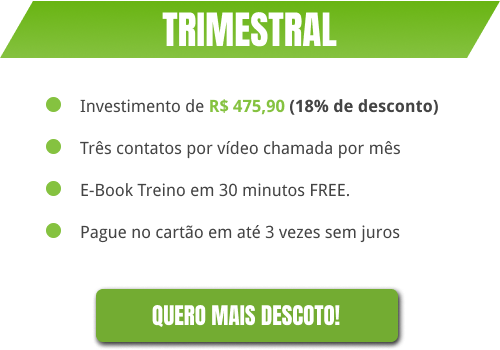 TRIMESTRAL
Investimento de R$ 475,90 (18% de desconto)
Três contatos por vídeo chamada por mês
E-Book Treino em 30 minutos FREE.
Pague no cartão em até 3 vezes sem juros
QUERO MAIS DESCOTO!